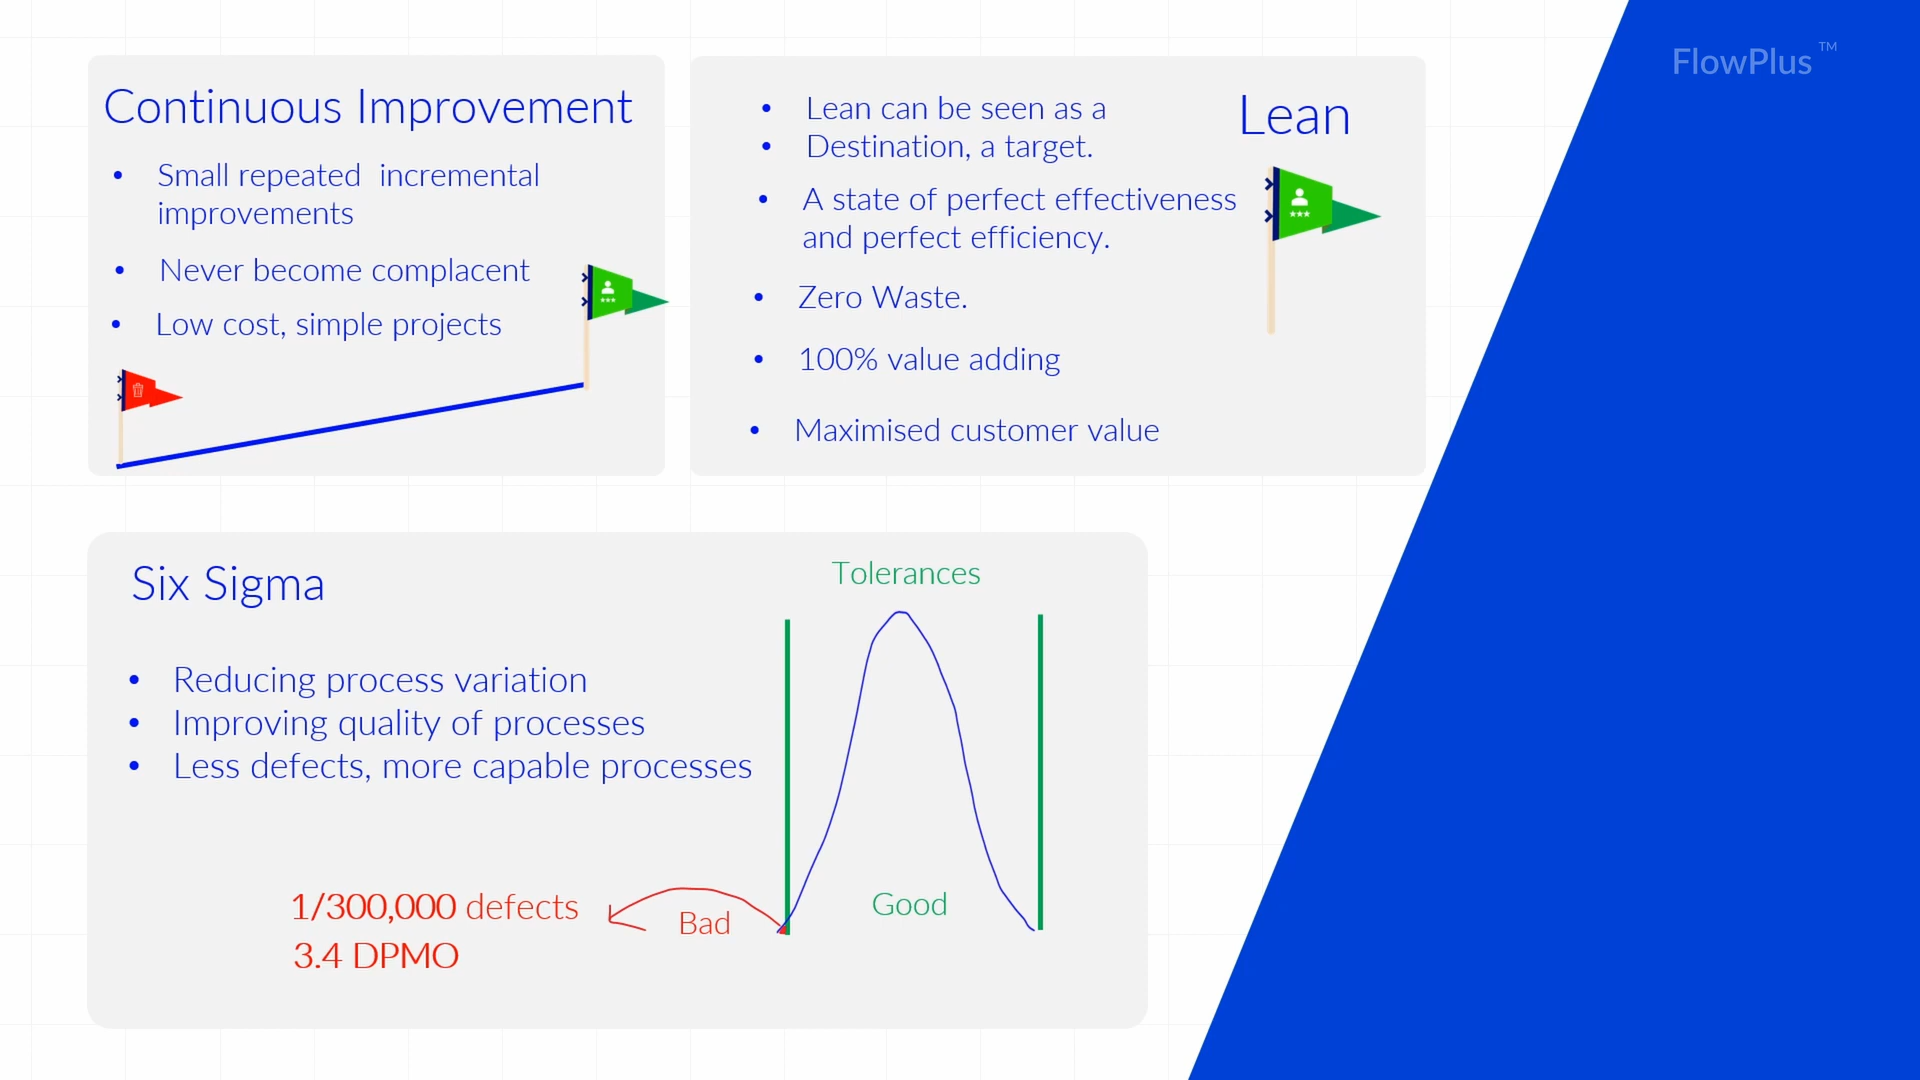 Continuous Improvement
• Small repeated  incremental
improvements
• Never become complacent
• Low cost, simple projects
• Lean can be seen as a
• Destination, a target.
• A state of perfect effectiveness
and perfect efficiency.
• Zero Waste.
• 100% value adding
• Maximised customer value
Lean
FlowPlus™
Six Sigma
• Reducing process variation
• Improving quality of processes
• Less defects, more capable processes
Tolerances
Good
Bad
1/300,000 defects
3.4 DPMO